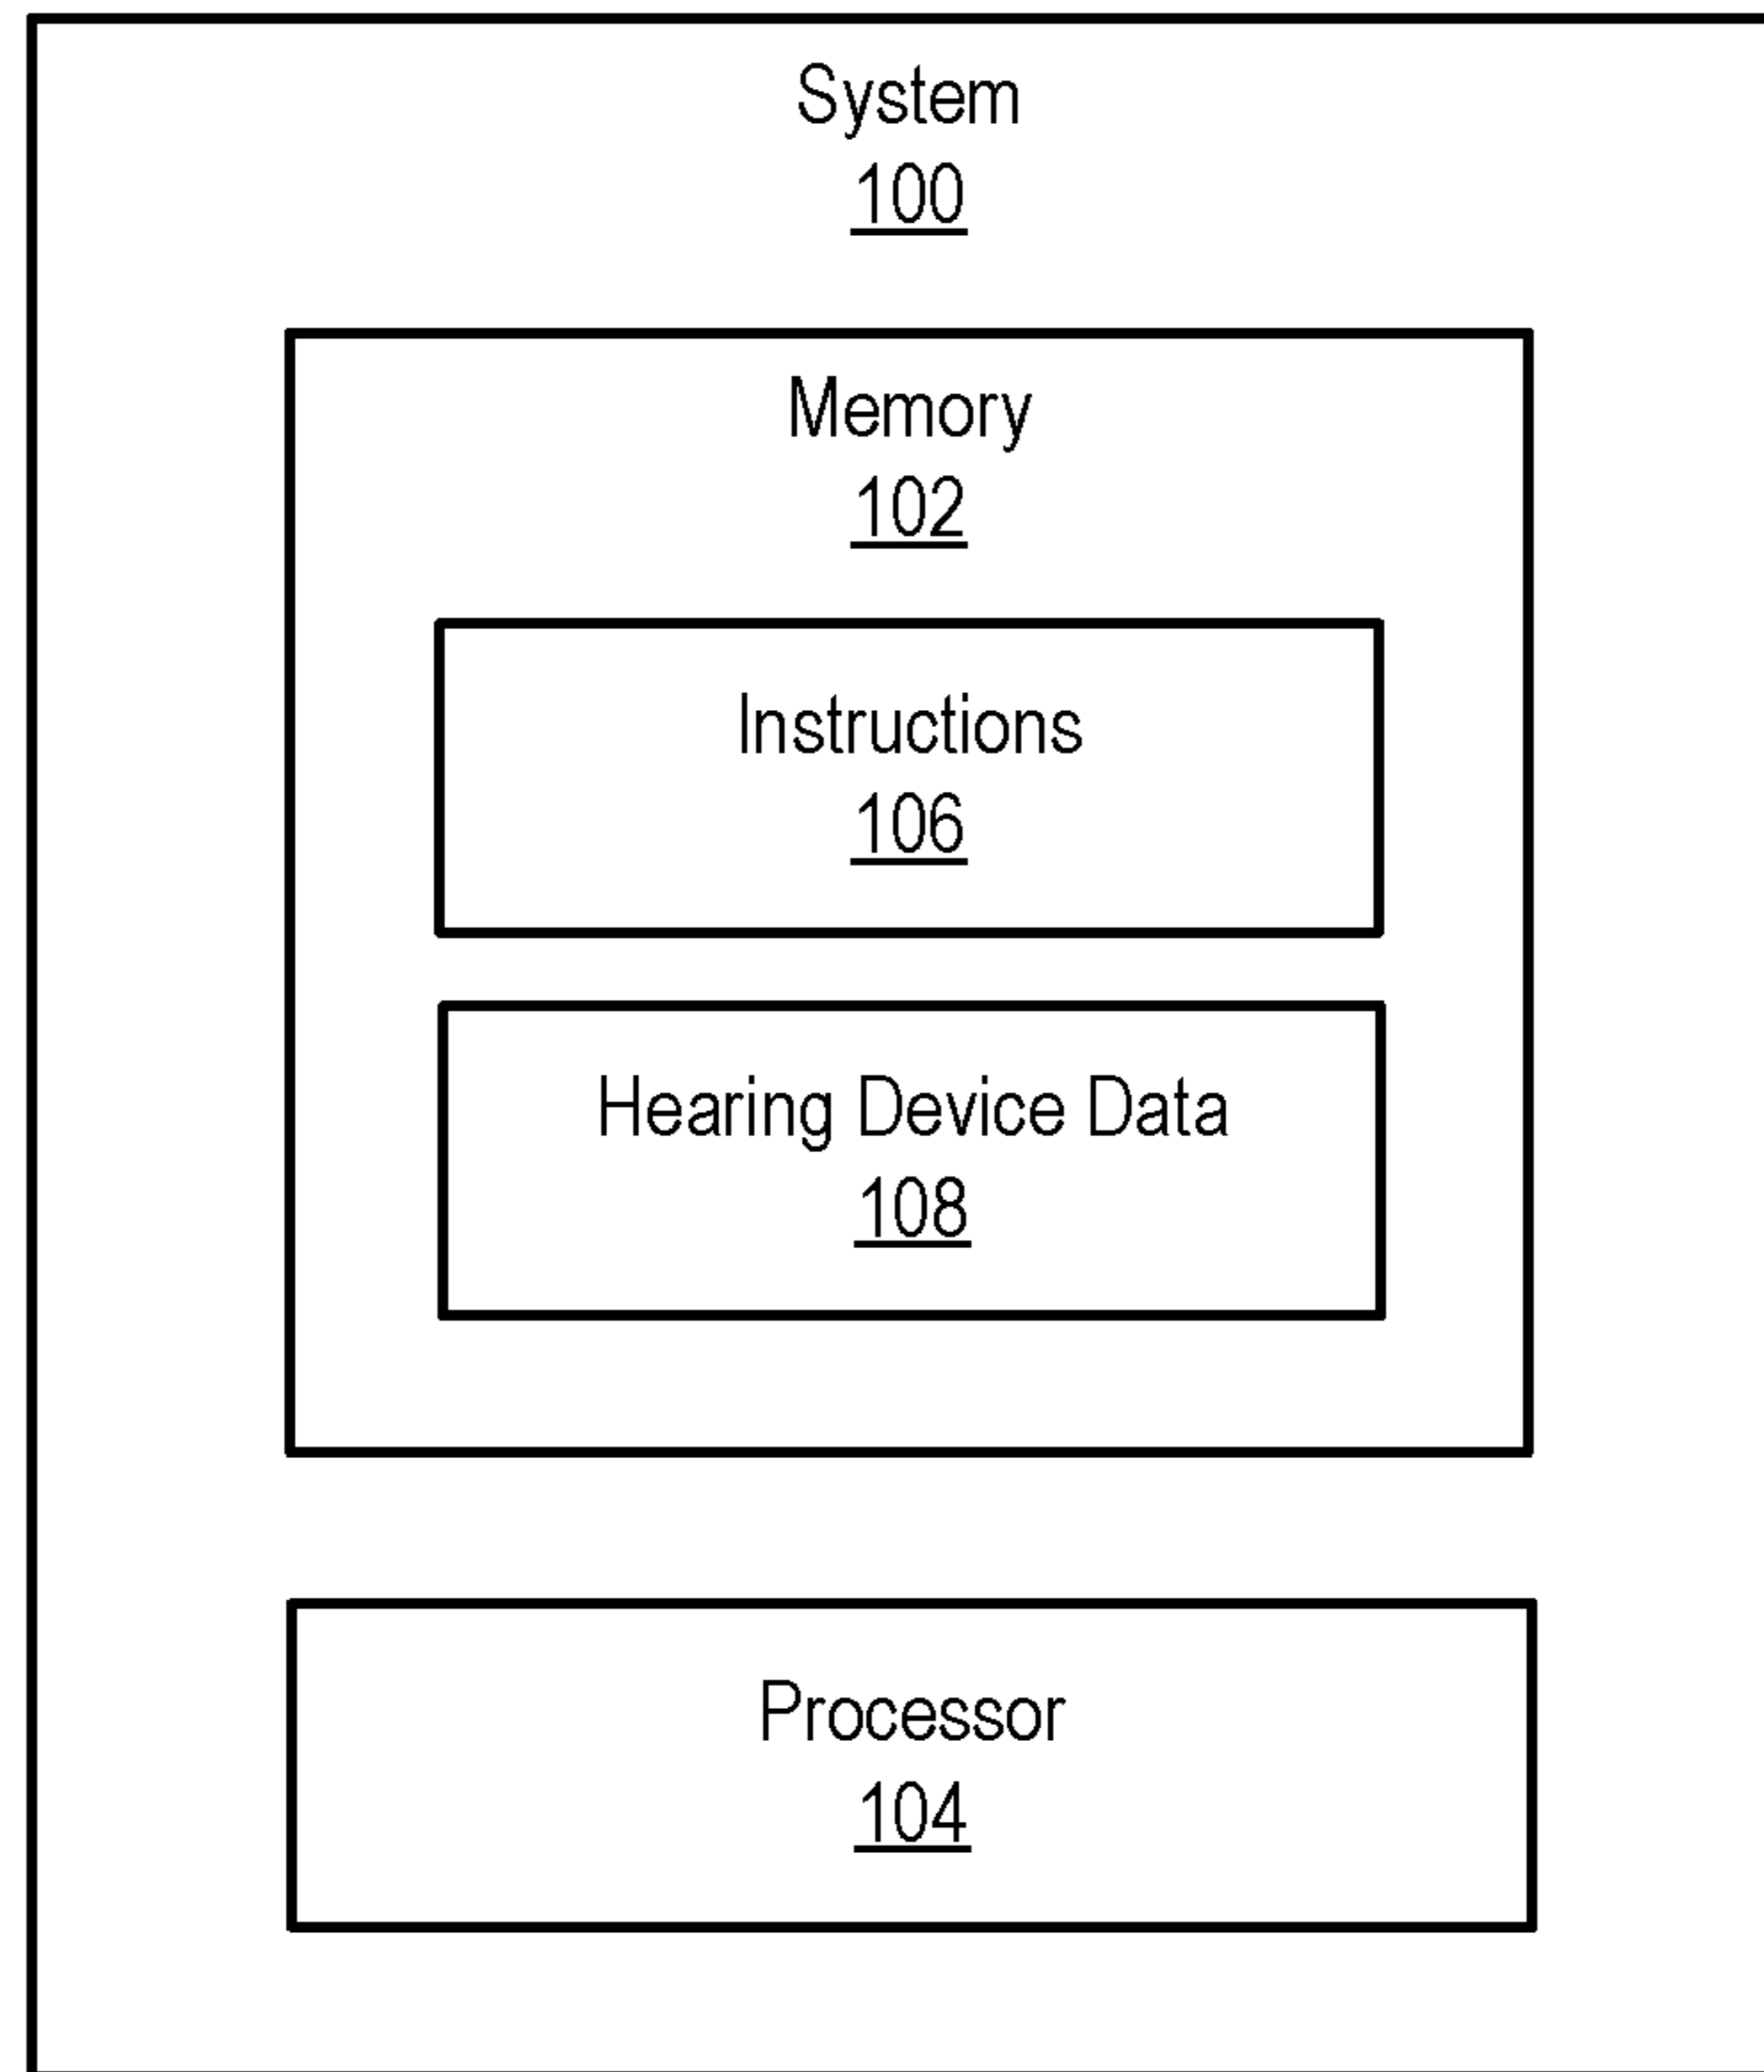 System
100
Memory
102
Instructions
106
Hearing Device Data
108
Processor
104